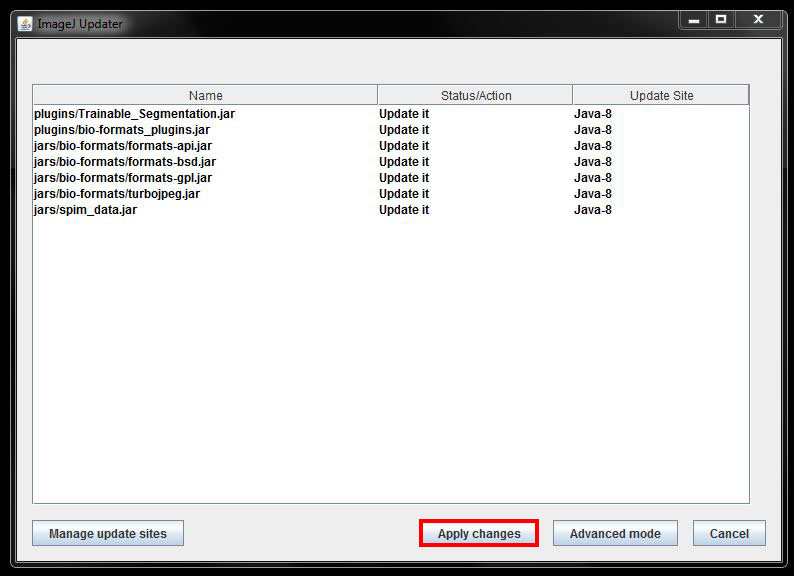 ImageJ Updater
Name Status/Action Update Site
plugins/Trainable_Segmentation.jar Update it Java-8
plugins/bio-formats_plugins.jar Update it Java-8
jars/bio-formats/formats-api.jar Update it Java-8
jars/bio-formats/formats-bsd.jar Update it Java-8
jars/bio-formats/formats-gpl.jar Update it Java-8
jars/bio-formats/turbojpeg.jar Update it Java-8
jars/spim_data.jar Update it Java-8
Manage update sites Apply changes Advanced mode Cancel